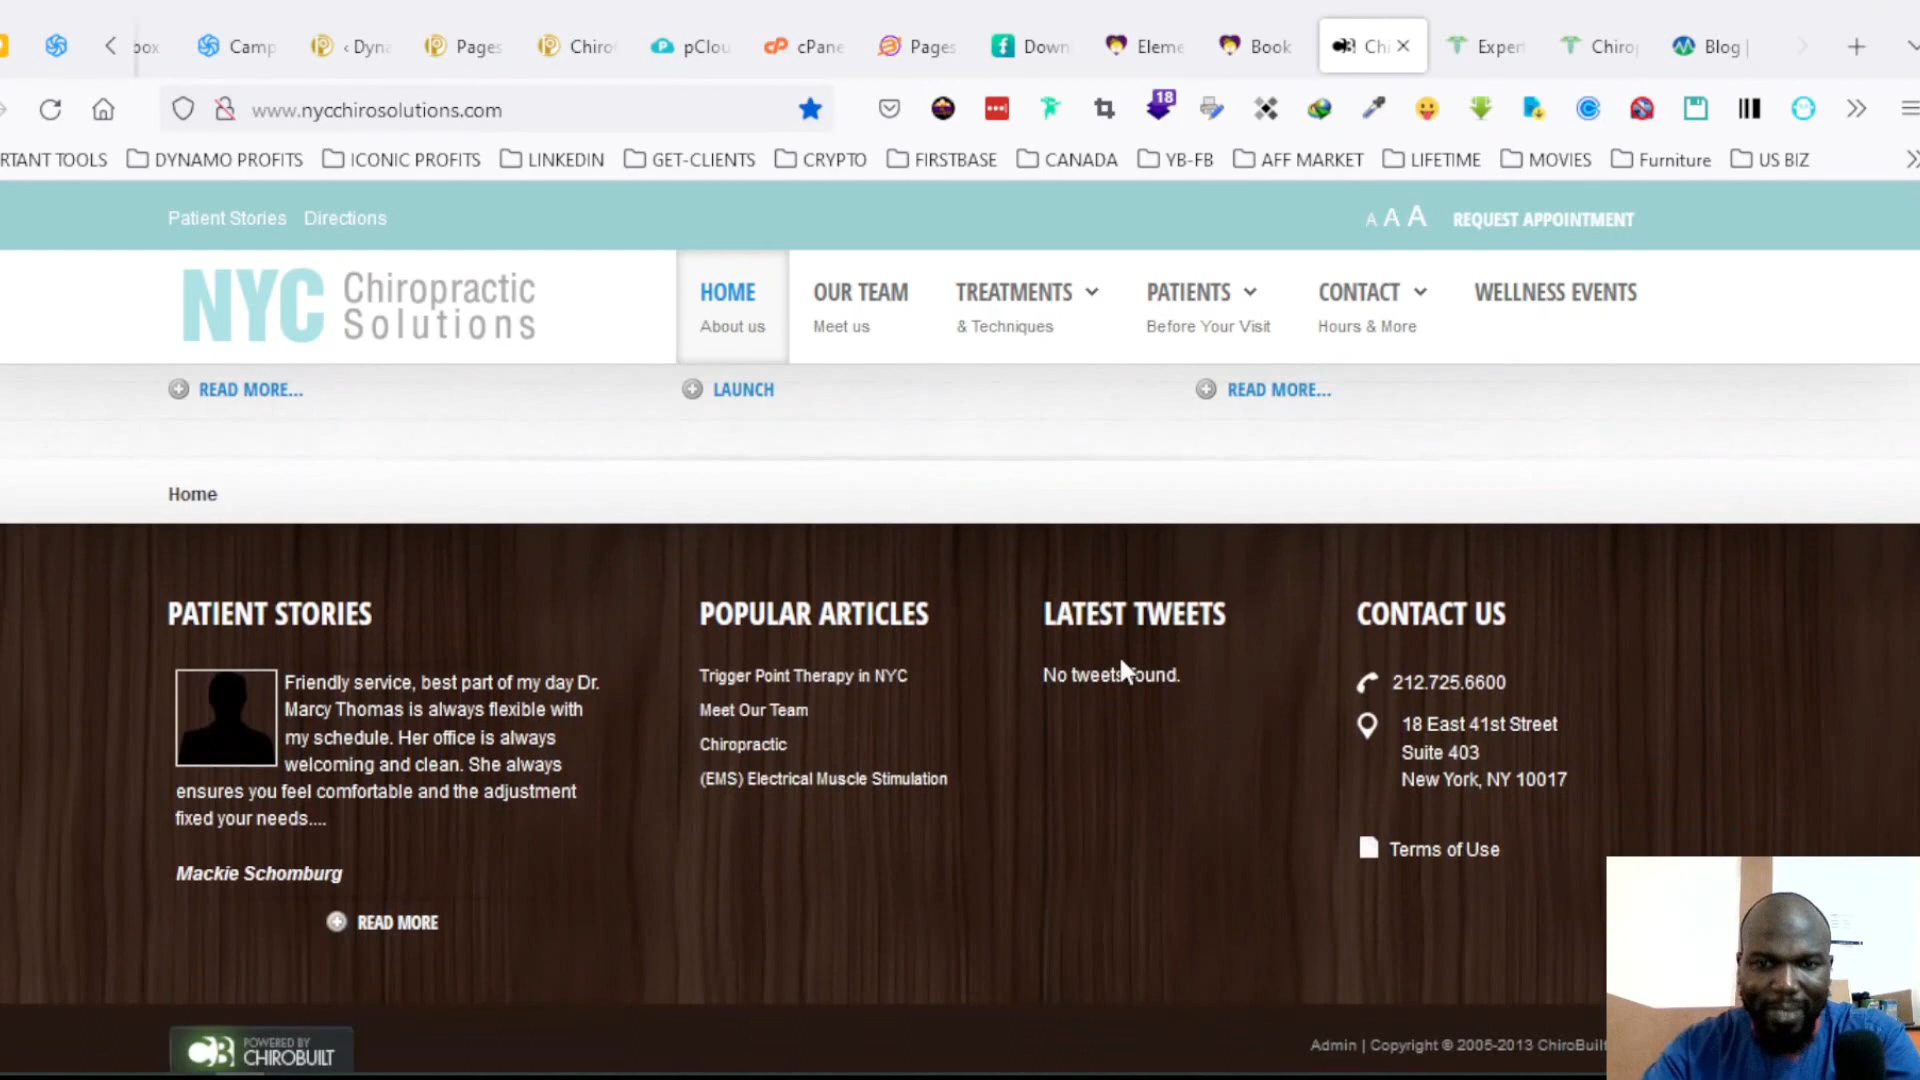 Camp
Dyna
Pages
Chiro
pClou
cPane
Pages
Down
Eleme
Book
Chi
Exper
Chirop
Blog |
www.nycchirosolutions.com
18
RTANT TOOLS DYNAMO PROFITS ICONIC PROFITS LINKEDIN GET-CLIENTS CRYPTO FIRSTBASE CANADA YB-FB AFF MARKET LIFETIME MOVIES Furniture US BIZ
Patient Stories Directions
A A A REQUEST APPOINTMENT
NYC Chiropractic Solutions
HOME
About us
OUR TEAM
Meet us
TREATMENTS
& Techniques
PATIENTS
Before Your Visit
CONTACT
Hours & More
WELLNESS EVENTS
READ MORE...
LAUNCH
READ MORE...
Home
PATIENT STORIES
Friendly service, best part of my day Dr.
Marcy Thomas is always flexible with
my schedule. Her office is always
welcoming and clean. She always
ensures you feel comfortable and the adjustment
fixed your needs....
Mackie Schomburg
READ MORE
POPULAR ARTICLES
Trigger Point Therapy in NYC
Meet Our Team
Chiropractic
(EMS) Electrical Muscle Stimulation
LATEST TWEETS
No tweets found.
CONTACT US
212.725.6600
18 East 41st Street
Suite 403
New York, NY 10017
Terms of Use
CB POWERED BY
CHIROBUILT
Admin | Copyright © 2005-2013 ChiroBuilt